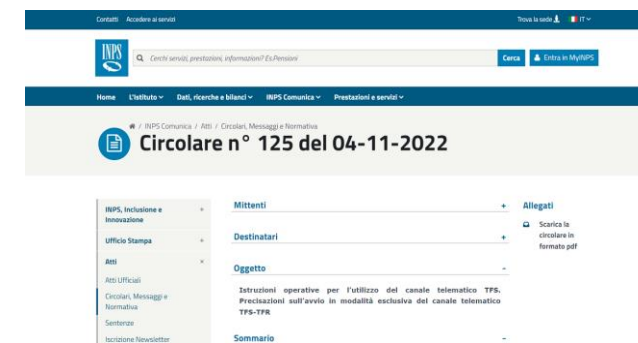 Contatti Accedere ai servizi
Trova la sede IT
INPS
Cerchi servizi, prestazioni, informazioni? Es.Pensioni
Cerca
Entra in MyINPS
Home L'Istituto Dati, ricerche e bilanci INPS Comunica Prestazioni e servizi
/ INPS Comunica / Atti / Circolari, Messaggi e Normativa
Circolare n° 125 del 04-11-2022
INPS, Inclusione e
Innovazione +
Ufficio Stampa +
Atti ×
Atti Ufficiali
Circolari, Messaggi e
Normativa
Sentenze
Iscrizione Newsletter
Mittenti +
Destinatari +
Oggetto -
Istruzioni operative per l'utilizzo del canale telematico TFS.
Precisazioni sull'avvio in modalità esclusiva del canale telematico
TFS-TFR
Sommario -
Allegati
Scarica la
circolare in
formato pdf